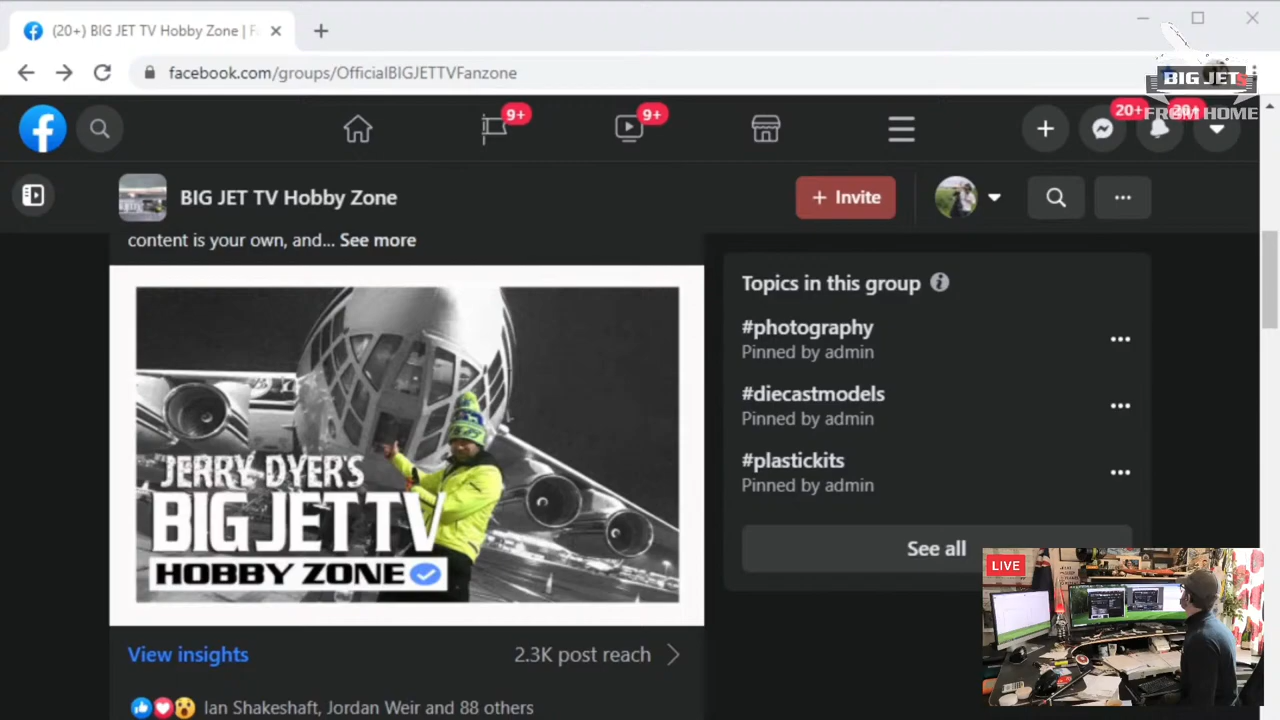 (20+) BIG JET TV Hobby Zone | F
facebook.com/groups/OfficialBIGJETTVFanzone
BIG JETs
FROM HOME
9+
9+
20+
20+
BIG JET TV Hobby Zone
+ Invite
content is your own, and... See more
Topics in this group
#photography
Pinned by admin
#diecastmodels
Pinned by admin
#plastickits
Pinned by admin
See all
JERRY DYER'S
BIG JET TV
HOBBY ZONE
LIVE
View insights
2.3K post reach
Ian Shakeshaft, Jordan Weir and 88 others